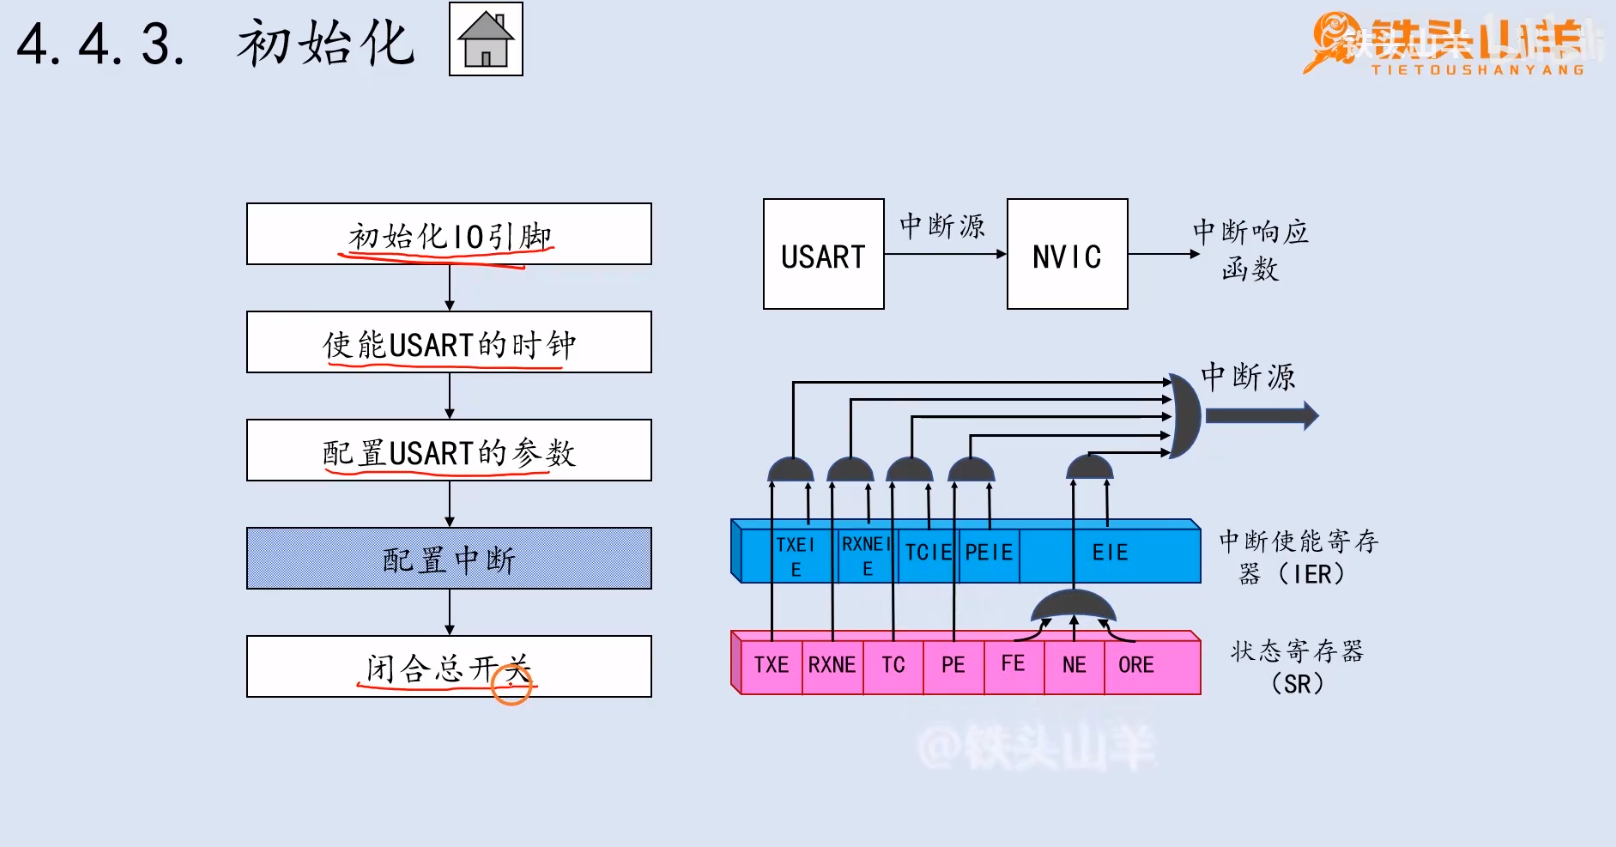 4.4.3. 初始化
铁头山羊
TIETOUSHANYANG
初始化IO引脚
使能USART的时钟
配置USART的参数
配置中断
闭合总开关
USART
中断源
NVIC
中断响应
函数
中断源
TXEI
E
RXNEI
E
TCIE
PEIE
EIE
中断使能寄存
器（IER）
TXE
RXNE
TC
PE
FE
NE
ORE
状态寄存器
（SR）
@铁头山羊